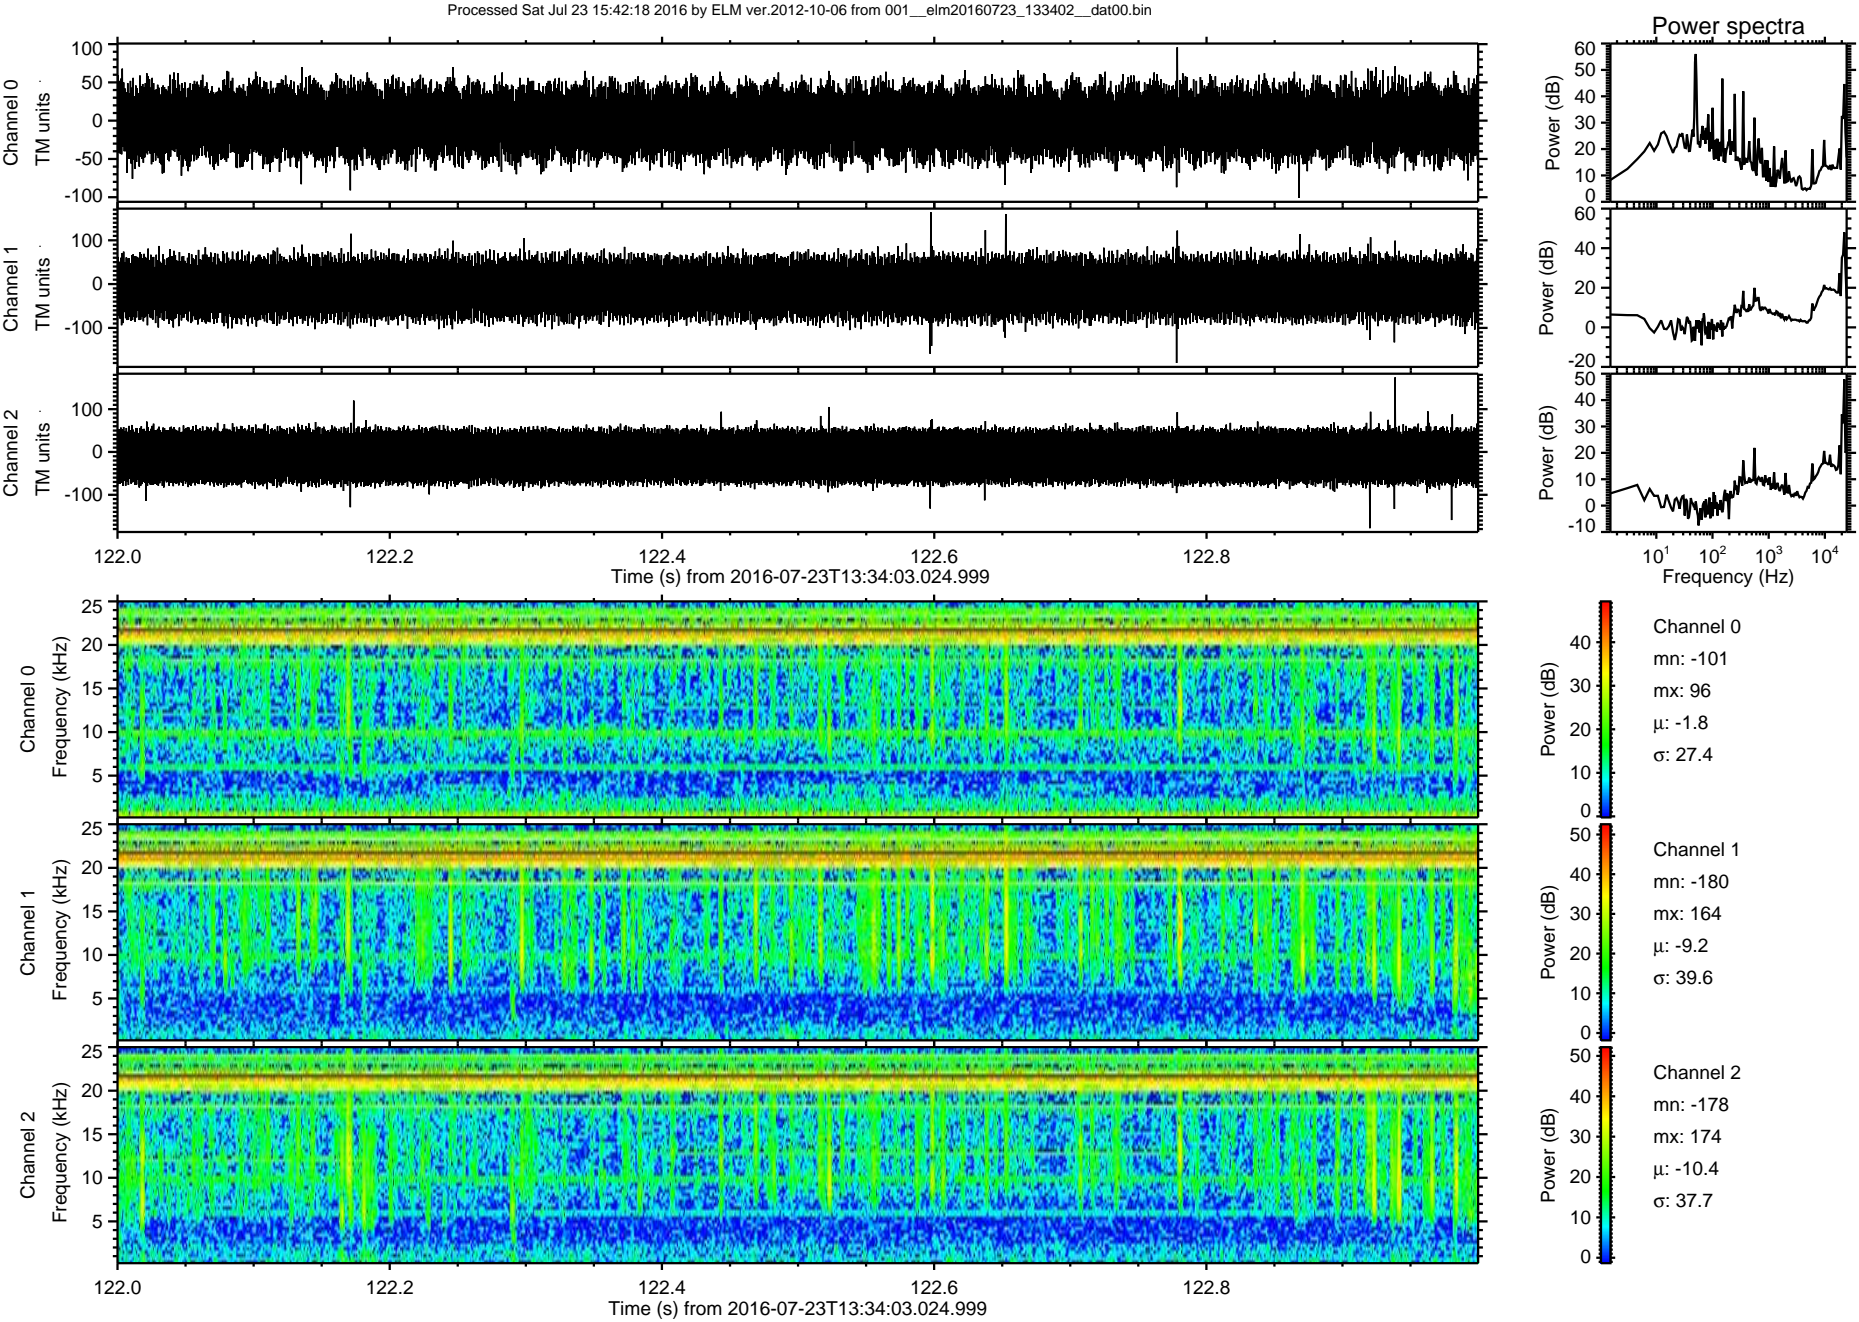 Processed Sat Jul 23 15:42:18 2016 by ELM ver.2012-10-06 from 001__elm20160723_133402__dat00.bin
Power spectra
Channel 0
TM units
100
50
0
-50
-100
Power (dB)
60
50
40
30
20
10
0
Channel 1
TM units
100
0
-100
Power (dB)
60
40
20
0
-20
Channel 2
TM units
100
0
-100
Power (dB)
50
40
30
20
10
0
-10
122.0 122.2 122.4 122.6 122.8
Time (s) from 2016-07-23T13:34:03.024.999
10¹ 10² 10³ 10⁴
Frequency (Hz)
Channel 0
Frequency (kHz)
25
20
15
10
5
Power (dB)
40
30
20
10
0
Channel 0
mn: -101
mx: 96
μ: -1.8
σ: 27.4
Channel 1
Frequency (kHz)
25
20
15
10
5
Power (dB)
50
40
30
20
10
0
Channel 1
mn: -180
mx: 164
μ: -9.2
σ: 39.6
Channel 2
Frequency (kHz)
25
20
15
10
5
Power (dB)
50
40
30
20
10
0
Channel 2
mn: -178
mx: 174
μ: -10.4
σ: 37.7
122.0 122.2 122.4 122.6 122.8
Time (s) from 2016-07-23T13:34:03.024.999